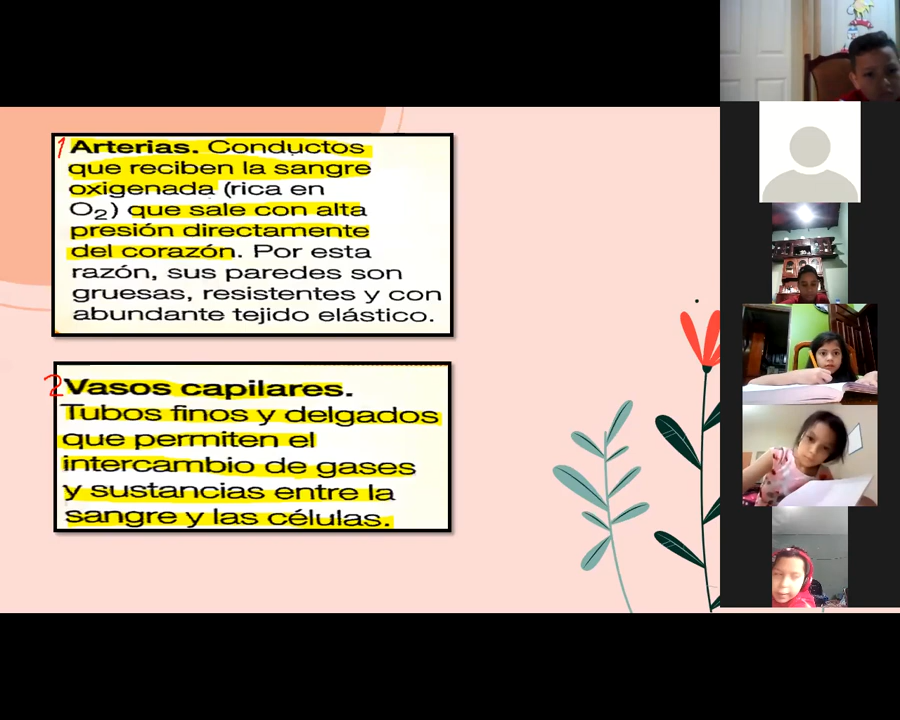 1 Arterias. Conductos
que reciben la sangre
oxigenada (rica en
O₂) que sale con alta
presión directamente
del corazón. Por esta
razón, sus paredes son
gruesas, resistentes y con
abundante tejido elástico.
2 Vasos capilares.
Tubos finos y delgados
que permiten el
intercambio de gases
y sustancias entre la
sangre y las células.